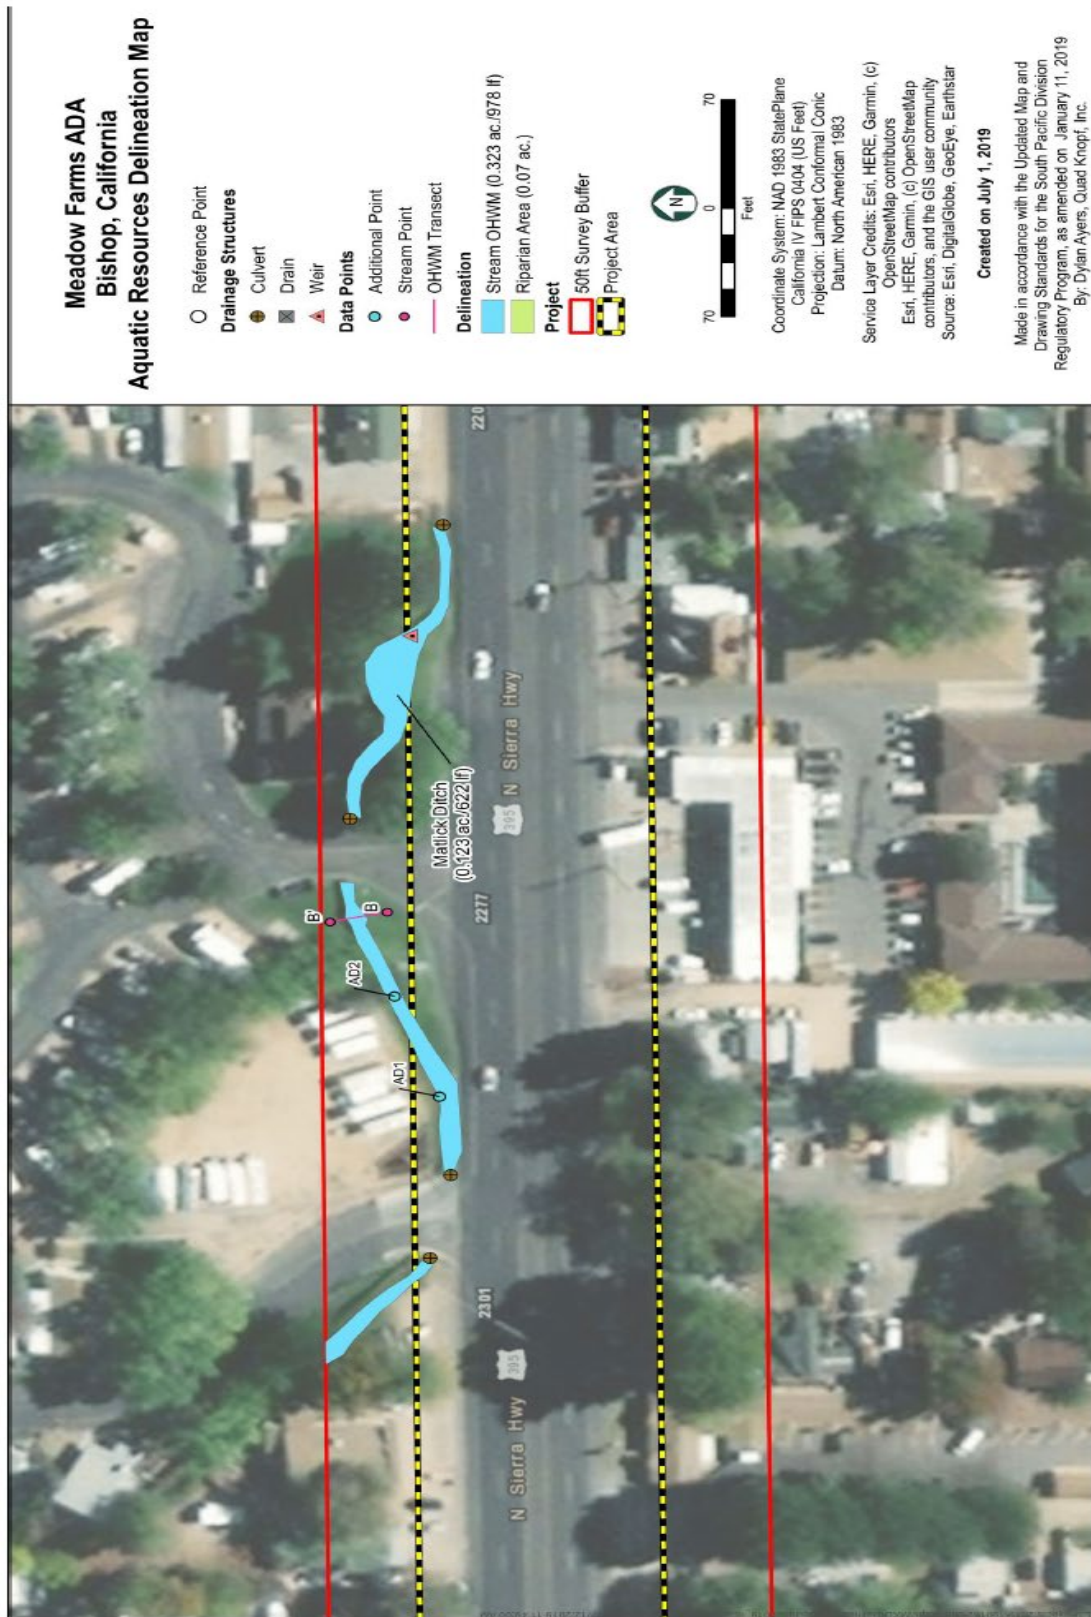 Meadow Farms ADA
Bishop, California
Aquatic Resources Delineation Map
Reference Point
Drainage Structures
Culvert
Drain
Weir
Data Points
Additional Point
Stream Point
OHWM Transect
Delineation
Stream OHWM (0.323 ac./978 lf)
Riparian Area (0.07 ac.)
Project
50ft Survey Buffer
Project Area
N
70
0
70
Feet
Coordinate System: NAD 1983 StatePlane
California IV FIPS 0404 (US Feet)
Projection: Lambert Conformal Conic
Datum: North American 1983
Service Layer Credits: Esri, HERE, Garmin, (c)
OpenStreetMap contributors
Esri, HERE, Garmin, (c) OpenStreetMap
contributors, and the GIS user community
Source: Esri, DigitalGlobe, GeoEye, Earthstar
Created on July 1, 2019
Made in accordance with the Updated Map and
Drawing Standards for the South Pacific Division
Regulatory Program, as amended on January 11, 2019
By: Dylan Ayers, Quad Knopf, Inc.
B'
B
AD2
AD1
Matlick Ditch
(0.123 ac./622 lf)
N Sierra Hwy
395
2301
2277
395
N Sierra Hwy
220